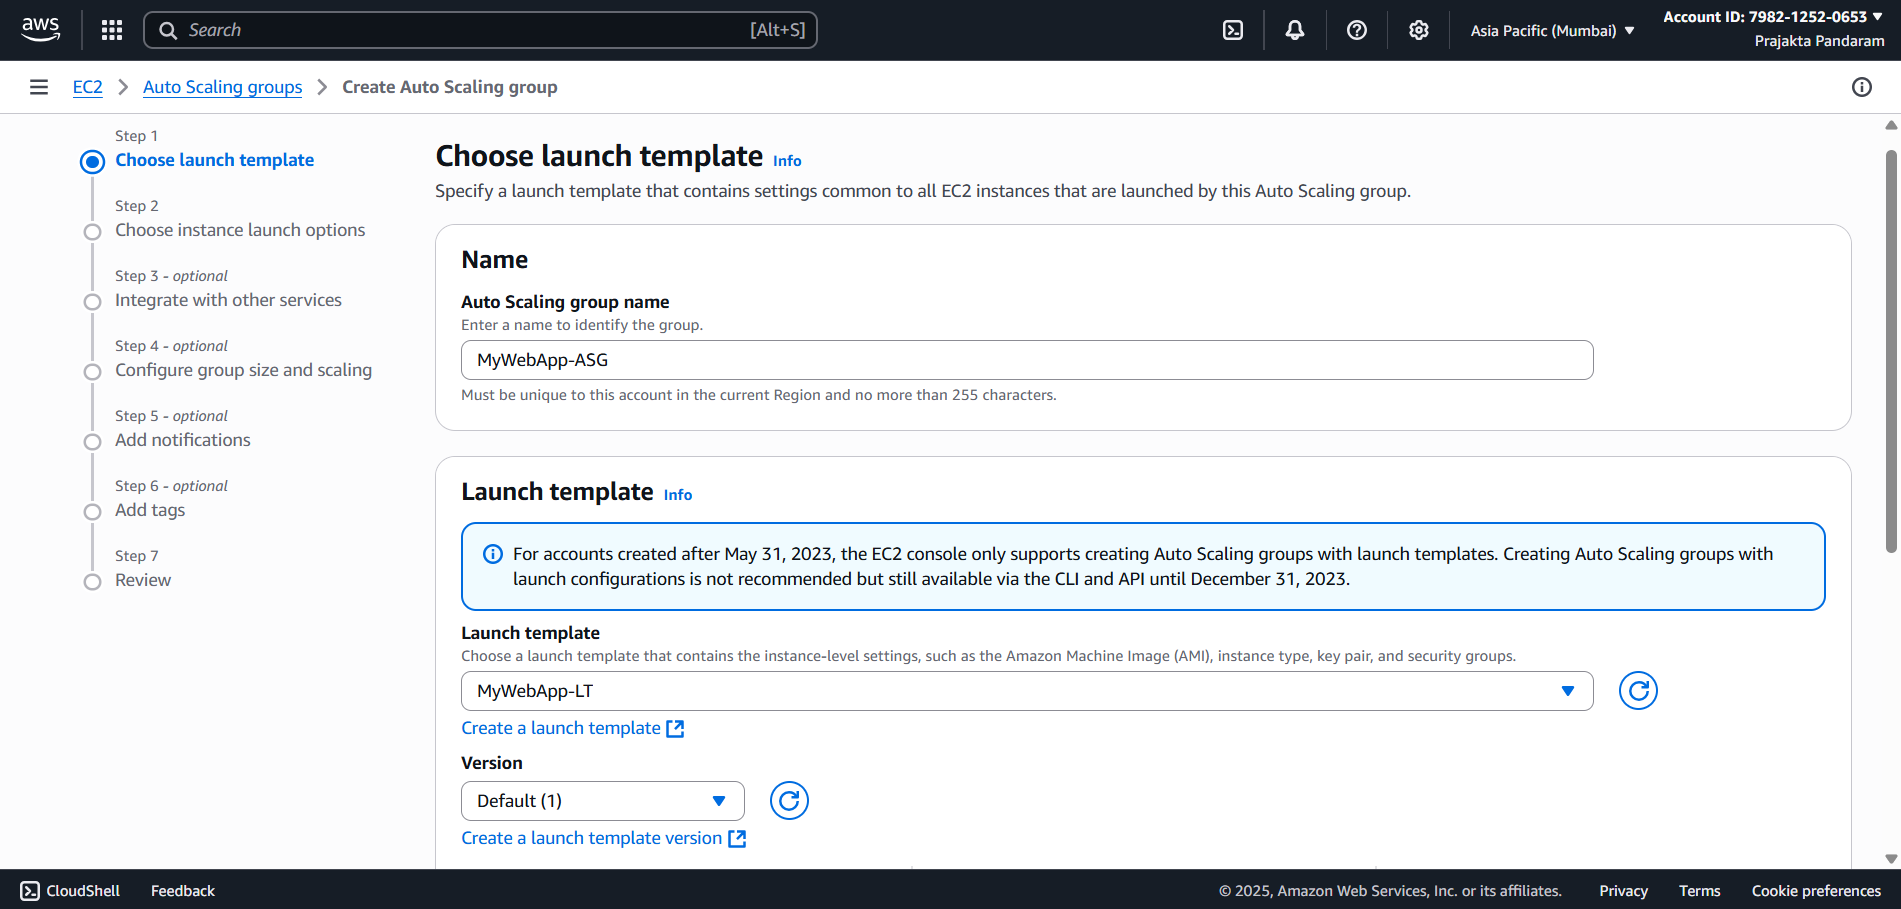 aws
Search [Alt+S]
Asia Pacific (Mumbai)
Account ID: 7982-1252-0653
Prajakta Pandaram
EC2 Auto Scaling groups Create Auto Scaling group
Step 1
Choose launch template
Step 2
Choose instance launch options
Step 3 - optional
Integrate with other services
Step 4 - optional
Configure group size and scaling
Step 5 - optional
Add notifications
Step 6 - optional
Add tags
Step 7
Review
Choose launch template Info
Specify a launch template that contains settings common to all EC2 instances that are launched by this Auto Scaling group.
Name
Auto Scaling group name
Enter a name to identify the group.
MyWebApp-ASG
Must be unique to this account in the current Region and no more than 255 characters.
Launch template Info
For accounts created after May 31, 2023, the EC2 console only supports creating Auto Scaling groups with launch templates. Creating Auto Scaling groups with
launch configurations is not recommended but still available via the CLI and API until December 31, 2023.
Launch template
Choose a launch template that contains the instance-level settings, such as the Amazon Machine Image (AMI), instance type, key pair, and security groups.
MyWebApp-LT
Create a launch template
Version
Default (1)
Create a launch template version
CloudShell Feedback © 2025, Amazon Web Services, Inc. or its affiliates. Privacy Terms Cookie preferences